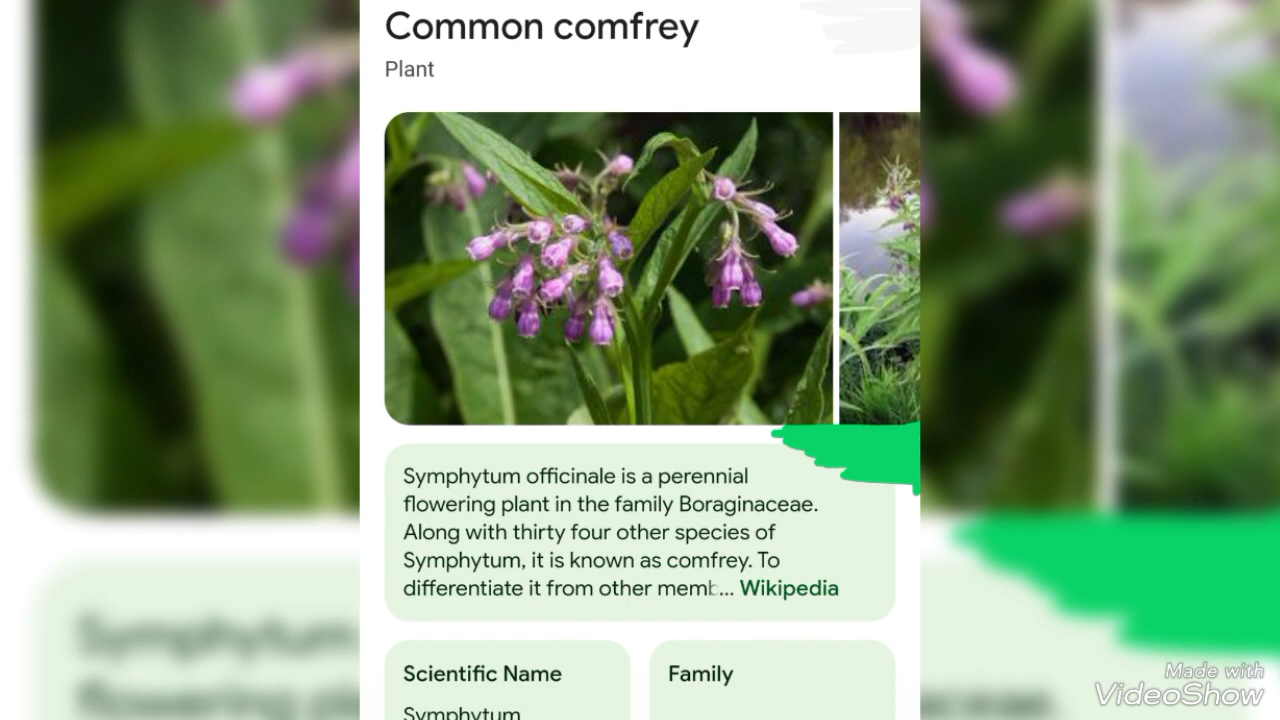 Common comfrey
Plant
Symphytum officinale is a perennial
flowering plant in the family Boraginaceae.
Along with thirty four other species of
Symphytum, it is known as comfrey. To
differentiate it from other memb... Wikipedia
Scientific Name
Family
Symphytum
Made with
VideoShow